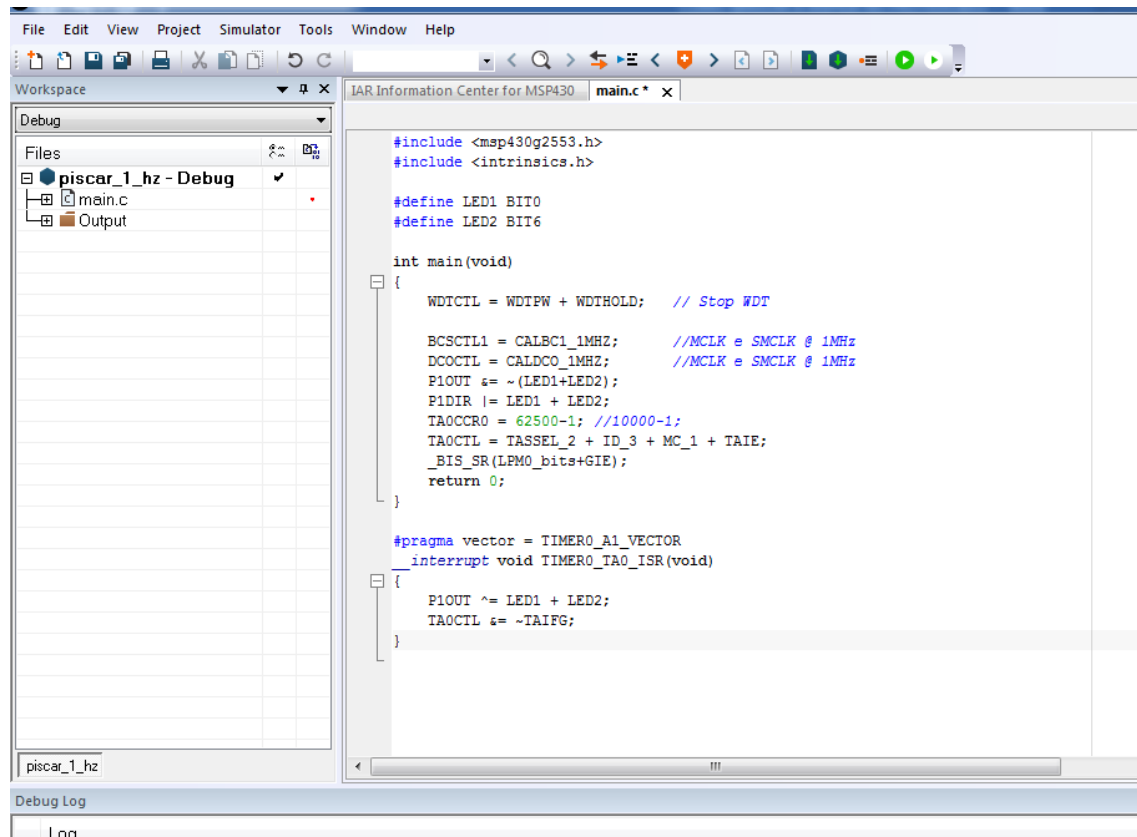 File Edit View Project Simulator Tools Window Help
Workspace
IAR Information Center for MSP430 main.c * x
Debug
Files
piscar_1_hz - Debug
main.c
Output
#include <msp430g2553.h>
#include <intrinsics.h>
#define LED1 BIT0
#define LED2 BIT6
int main(void)
{
WDTCTL = WDTPW + WDTHOLD; // Stop WDT
BCSCTL1 = CALBC1_1MHZ; //MCLK e SMCLK @ 1MHz
DCOCTL = CALDCO_1MHZ; //MCLK e SMCLK @ 1MHz
P1OUT &= ~(LED1+LED2);
P1DIR |= LED1 + LED2;
TA0CCR0 = 62500-1; //10000-1;
TA0CTL = TASSEL_2 + ID_3 + MC_1 + TAIE;
_BIS_SR(LPM0_bits+GIE);
return 0;
}
#pragma vector = TIMER0_A1_VECTOR
__interrupt void TIMER0_TA0_ISR(void)
{
P1OUT ^= LED1 + LED2;
TA0CTL &= ~TAIFG;
}
piscar_1_hz
Debug Log
Log